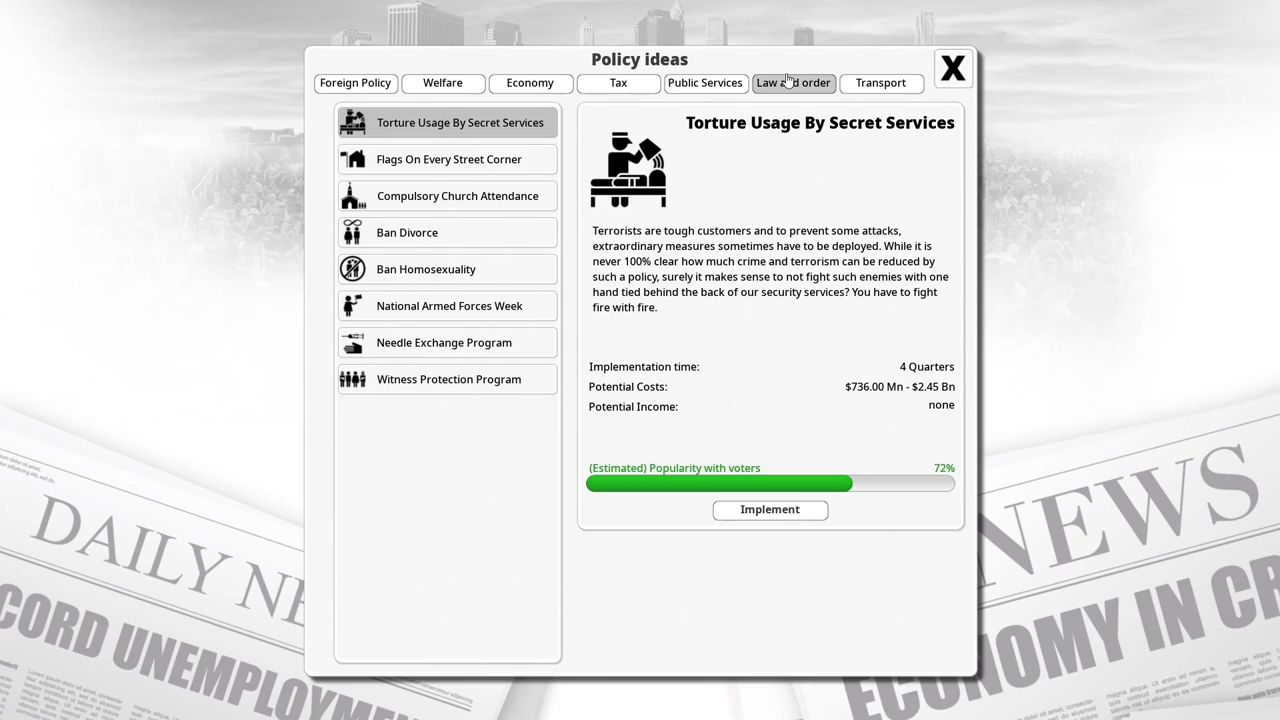 Policy ideas
X
Foreign Policy
Welfare
Economy
Tax
Public Services
Law and order
Transport
Torture Usage By Secret Services
Flags On Every Street Corner
Compulsory Church Attendance
Ban Divorce
Ban Homosexuality
National Armed Forces Week
Needle Exchange Program
Witness Protection Program
Torture Usage By Secret Services
Terrorists are tough customers and to prevent some attacks,
extraordinary measures sometimes have to be deployed. While it is
never 100% clear how much crime and terrorism can be reduced by
such a policy, surely it makes sense to not fight such enemies with one
hand tied behind the back of our security services? You have to fight
fire with fire.
Implementation time: 4 Quarters
Potential Costs: $736.00 Mn - $2.45 Bn
Potential Income: none
(Estimated) Popularity with voters 72%
Implement
DAILY NE
CORD UNEMPLOYM
NEWS
ECONOMY IN CR